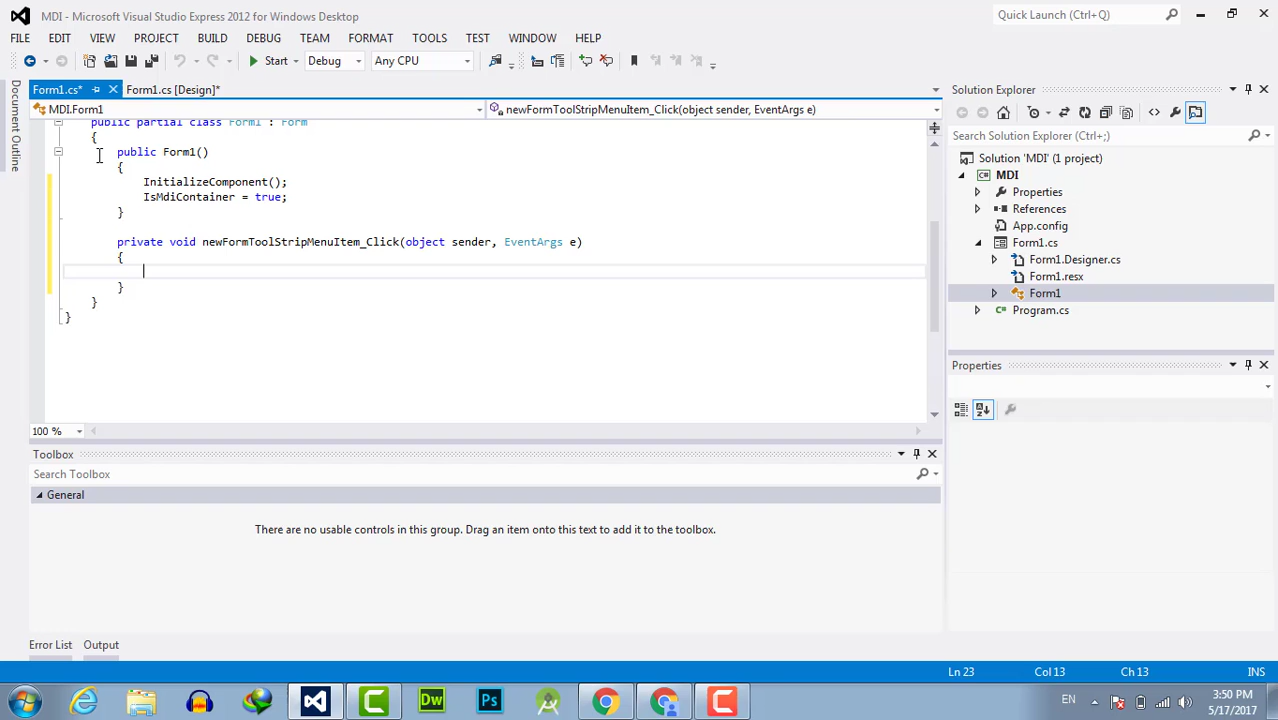 MDI - Microsoft Visual Studio Express 2012 for Windows Desktop
Quick Launch (Ctrl+Q)
FILE EDIT VIEW PROJECT BUILD DEBUG TEAM FORMAT TOOLS TEST WINDOW HELP
Start Debug Any CPU
Document Outline
Form1.cs* Form1.cs [Design]*
MDI.Form1 newFormToolStripMenuItem_Click(object sender, EventArgs e)
public partial class Form1 : Form
{
public Form1()
{
InitializeComponent();
IsMdiContainer = true;
}
private void newFormToolStripMenuItem_Click(object sender, EventArgs e)
{
}
}
}
100 %
Toolbox
Search Toolbox
General
There are no usable controls in this group. Drag an item onto this text to add it to the toolbox.
Error List Output
Solution Explorer
Search Solution Explorer (Ctrl+;)
Solution 'MDI' (1 project)
MDI
Properties
References
App.config
Form1.cs
Form1.Designer.cs
Form1.resx
Form1
Program.cs
Properties
Ln 23 Col 13 Ch 13 INS
Dw Ps EN
3:50 PM
5/17/2017